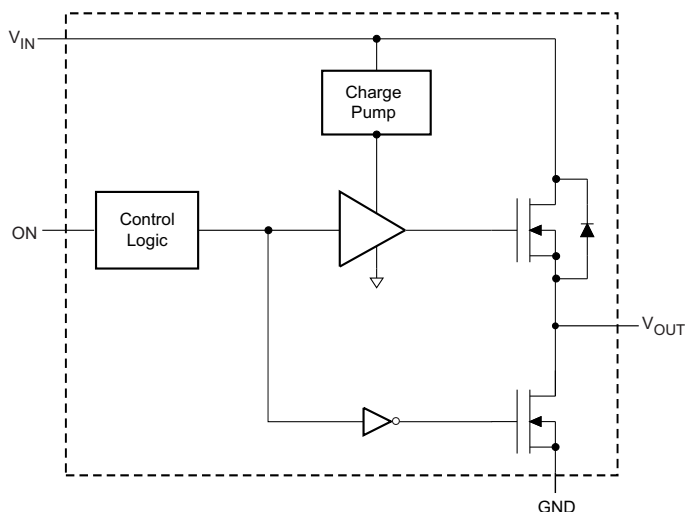 VIN
Charge
Pump
Control
Logic
ON
VOUT
GND